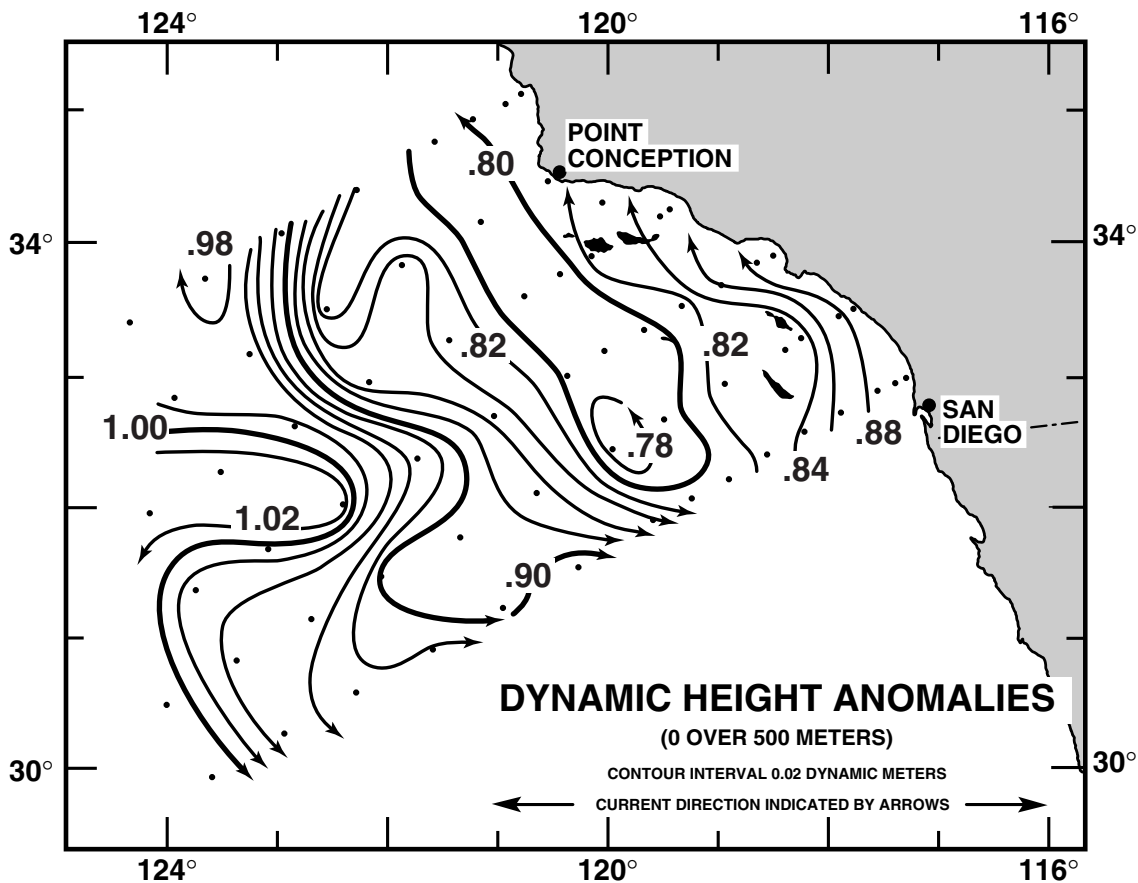 124° 120° 116°
POINT
CONCEPTION
.80
34° .98 34°
.82 .82
1.00 SAN
DIEGO
.78 .88
.84
1.02
.90
DYNAMIC HEIGHT ANOMALIES
(0 OVER 500 METERS)
30° 30°
CONTOUR INTERVAL 0.02 DYNAMIC METERS
CURRENT DIRECTION INDICATED BY ARROWS
124° 120° 116°